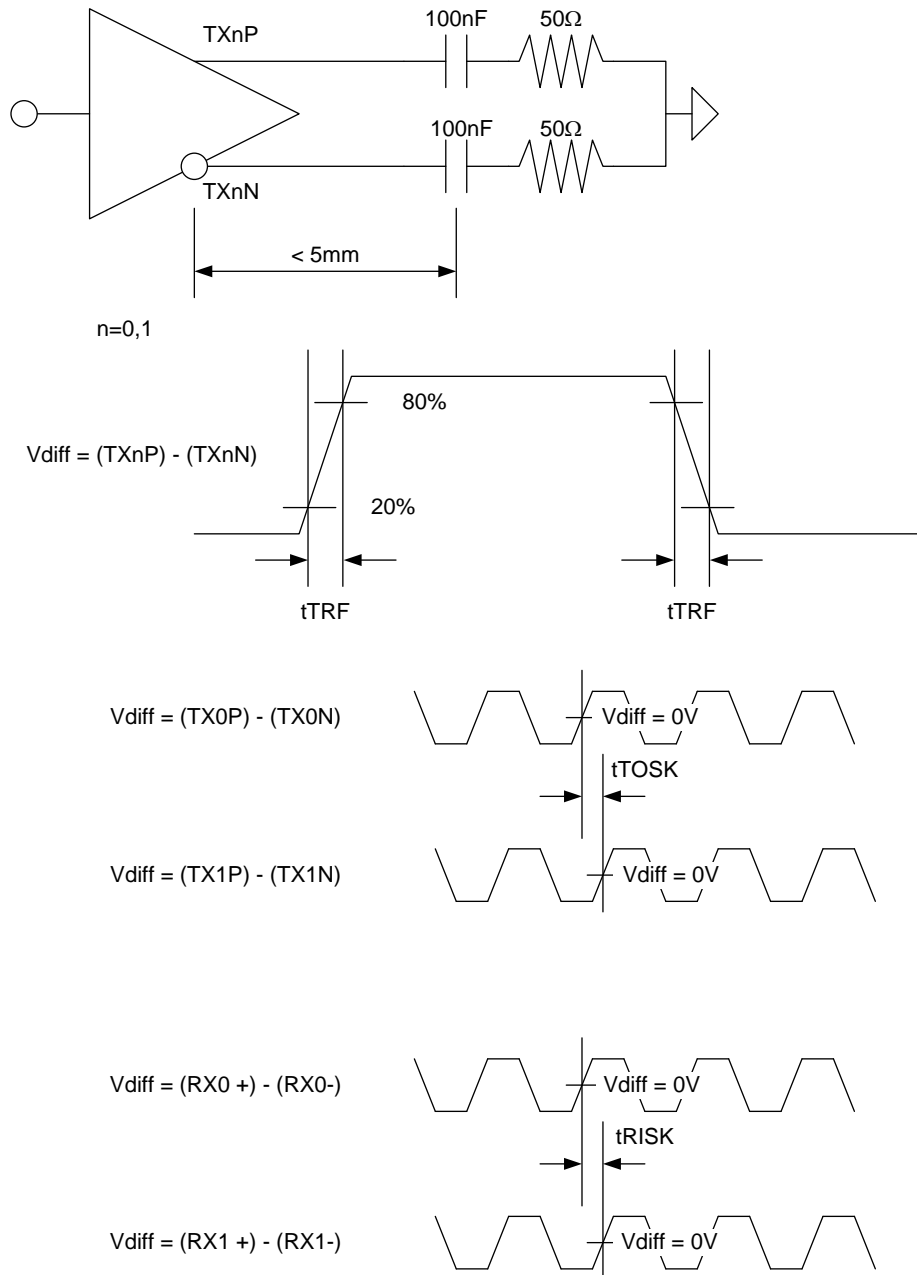 100nF
50Ω
TXnP
100nF
50Ω
TXnN
< 5mm
n=0,1
80%
Vdiff = (TXnP) - (TXnN)
20%
tTRF
tTRF
Vdiff = (TX0P) - (TX0N)
Vdiff = 0V
tTOSK
Vdiff = (TX1P) - (TX1N)
Vdiff = 0V
Vdiff = (RX0 +) - (RX0-)
Vdiff = 0V
tRISK
Vdiff = (RX1 +) - (RX1-)
Vdiff = 0V